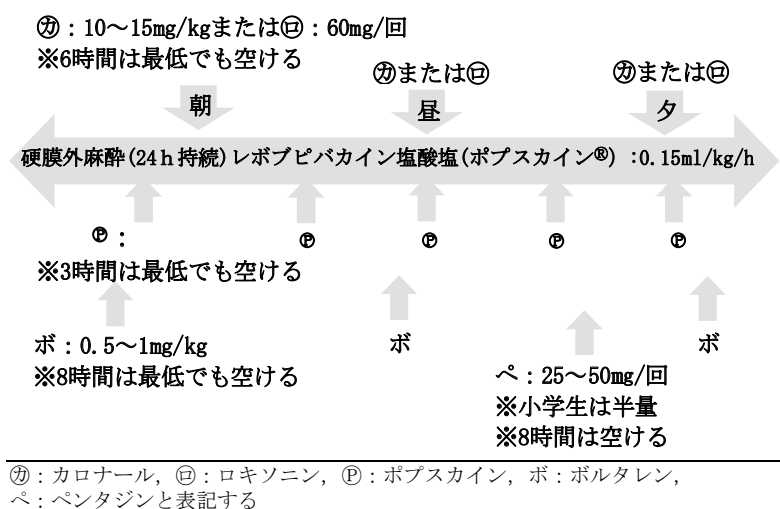 ㋕：10～15mg/kgまたは㋺：60mg/回
※6時間は最低でも空ける
㋕または㋺
㋕または㋺
朝
昼
夕
硬膜外麻酔(24ｈ持続)レボブピバカイン塩酸塩(ポプスカイン®)：0.15ml/kg/h
Ⓟ：
Ⓟ
Ⓟ
Ⓟ
Ⓟ
※3時間は最低でも空ける
ボ：0.5～1mg/kg
※8時間は最低でも空ける
ボ
ボ
ペ：25～50mg/回
※小学生は半量
※8時間は空ける
㋕：カロナール，㋺：ロキソニン，Ⓟ：ポプスカイン，ボ：ボルタレン，
ペ：ペンタジンと表記する